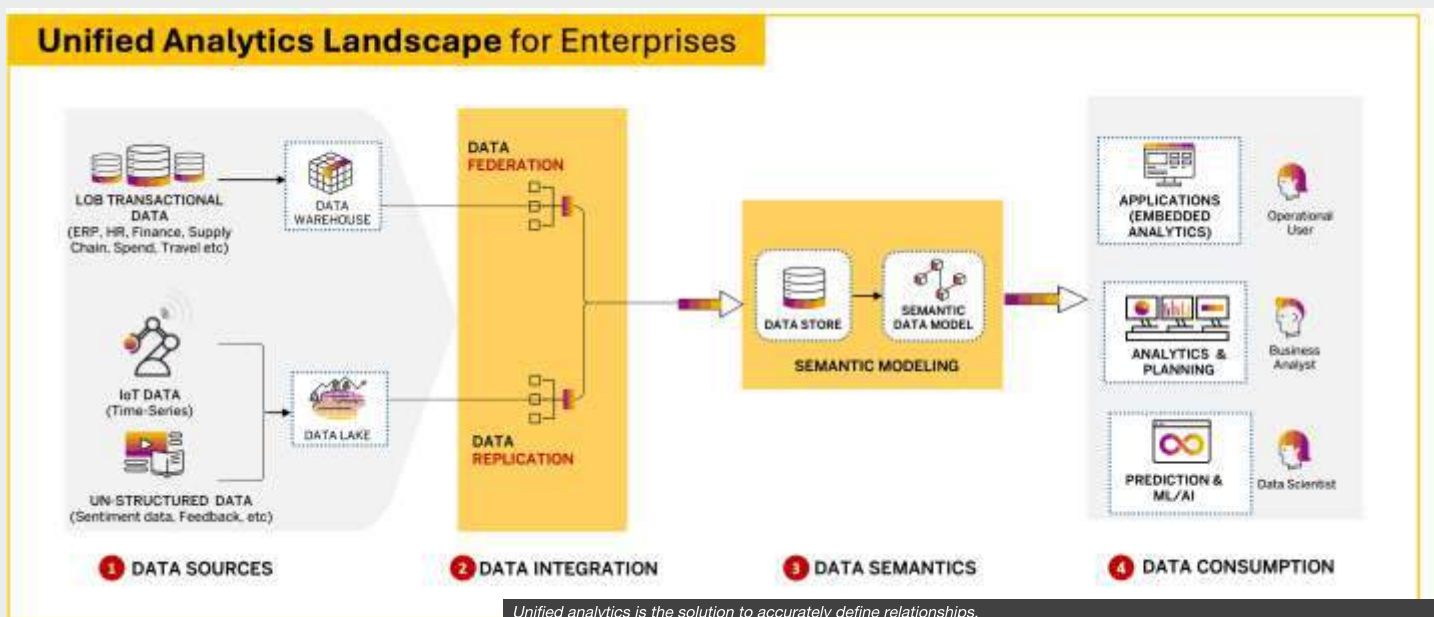 Unified Analytics Landscape for Enterprises
LOB TRANSACTIONAL
DATA
(ERP, HR, Finance, Supply
Chain, Spend, Travel etc)
DATA
WAREHOUSE
IoT DATA
(Time-Series)
UN-STRUCTURED DATA
(Sentiment data, Feedback, etc)
DATA LAKE
1 DATA SOURCES
DATA
FEDERATION
DATA
REPLICATION
2 DATA INTEGRATION
DATA STORE
SEMANTIC
DATA MODEL
SEMANTIC MODELING
3 DATA SEMANTICS
APPLICATIONS
(EMBEDDED
ANALYTICS)
Operational
User
ANALYTICS &
PLANNING
Business
Analyst
PREDICTION &
ML/AI
Data Scientist
4 DATA CONSUMPTION
Unified analytics is the solution to accurately define relationships.